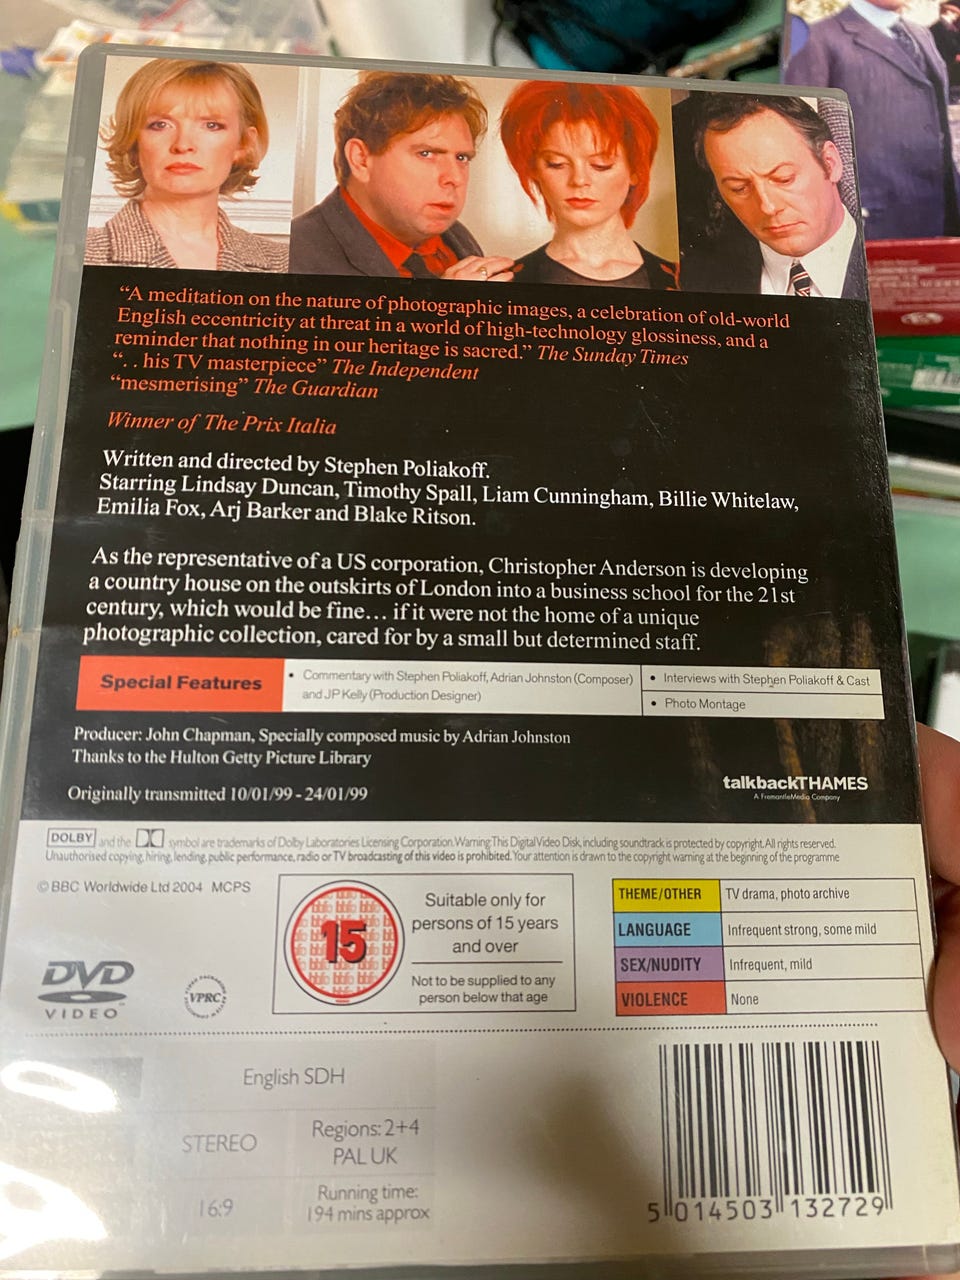 “A meditation on the nature of photographic images, a celebration of old-world
English eccentricity at threat in a world of high-technology glossiness, and a
reminder that nothing in our heritage is sacred.” The Sunday Times
“. . his TV masterpiece” The Independent
“mesmerising” The Guardian
Winner of The Prix Italia
Written and directed by Stephen Poliakoff.
Starring Lindsay Duncan, Timothy Spall, Liam Cunningham, Billie Whitelaw,
Emilia Fox, Arj Barker and Blake Ritson.
As the representative of a US corporation, Christopher Anderson is developing
a country house on the outskirts of London into a business school for the 21st
century, which would be fine... if it were not the home of a unique
photographic collection, cared for by a small but determined staff.
Special Features
• Commentary with Stephen Poliakoff, Adrian Johnston (Composer)
and JP Kelly (Production Designer)
• Interviews with Stephen Poliakoff & Cast
• Photo Montage
Producer: John Chapman, Specially composed music by Adrian Johnston
Thanks to the Hulton Getty Picture Library
Originally transmitted 10/01/99 - 24/01/99
talkbackTHAMES
A FremantleMedia Company
DOLBY and the symbol are trademarks of Dolby Laboratories Licensing Corporation. Warning: This Digital Video Disk, including soundtrack is protected by copyright. All rights reserved.
Unauthorised copying, hiring, lending, public performance, radio or TV broadcasting of this video is prohibited. Your attention is drawn to the copyright warning at the beginning of the programme
© BBC Worldwide Ltd 2004 MCPS
DVD
VIDEO
VPRC
15
Suitable only for
persons of 15 years
and over
Not to be supplied to any
person below that age
THEME/OTHER TV drama, photo archive
LANGUAGE Infrequent strong, some mild
SEX/NUDITY Infrequent, mild
VIOLENCE None
English SDH
STEREO
Regions: 2+4
PAL UK
16:9
Running time:
194 mins approx
5 014503 132729